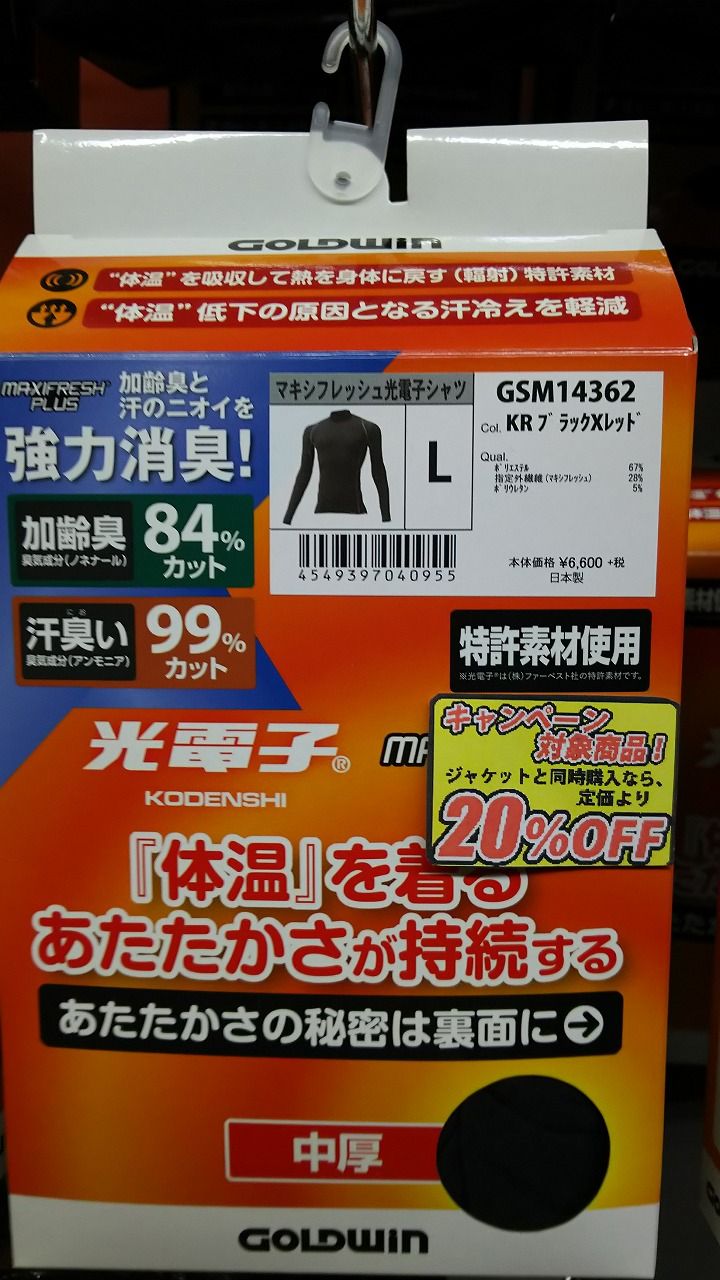 GOLDWIN
“体温”を吸収して熱を身体に戻す(輻射)特許素材
“体温”低下の原因となる汗冷えを軽減
MAXIFRESH®
PLUS
加齢臭と
汗のニオイを
強力消臭!
加齢臭
臭気成分(ノネナール)
84%
カット
汗臭い
にお
臭気成分(アンモニア)
99%
カット
マキシフレッシュ光電子シャツ
L
GSM14362
Col. KR ブラックXレッド
Qual.
ポリエステル 67%
指定外繊維(マキシフレッシュ) 28%
ポリウレタン 5%
4549397040955
本体価格 ¥6,600 +税
日本製
特許素材使用
※光電子®は(株)ファーベスト社の特許素材です。
光電子®
KODENSHI
キャンペーン
対象商品!
ジャケットと同時購入なら、
定価より
20%OFF
『体温』を着る
あたたかさが持続する
あたたかさの秘密は裏面に
中厚
GOLDWIN